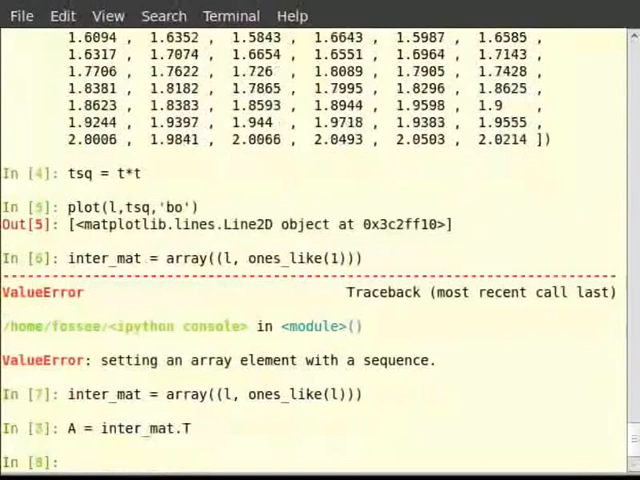 File Edit View Search Terminal Help
1.6094 , 1.6352 , 1.5843 , 1.6643 , 1.5987 , 1.6585 ,
1.6317 , 1.7074 , 1.6654 , 1.6551 , 1.6964 , 1.7143 ,
1.7706 , 1.7622 , 1.726 , 1.8089 , 1.7905 , 1.7428 ,
1.8381 , 1.8182 , 1.7865 , 1.7995 , 1.8296 , 1.8625 ,
1.8623 , 1.8383 , 1.8593 , 1.8944 , 1.9598 , 1.9 ,
1.9244 , 1.9397 , 1.944 , 1.9718 , 1.9383 , 1.9555 ,
2.0006 , 1.9841 , 2.0066 , 2.0493 , 2.0503 , 2.0214 ])
In [4]: tsq = t*t
In [5]: plot(l,tsq,'bo')
Out[5]: [<matplotlib.lines.Line2D object at 0x3c2ff10>]
In [6]: inter_mat = array((l, ones_like(1)))
---------------------------------------------------------------------------
ValueError Traceback (most recent call last)
/home/fossee/<ipython console> in <module>()
ValueError: setting an array element with a sequence.
In [7]: inter_mat = array((l, ones_like(l)))
In [8]: A = inter_mat.T
In [8]: